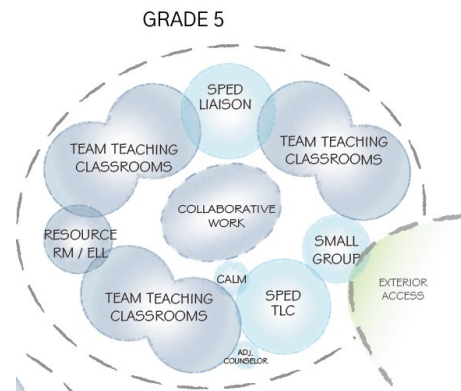 GRADE 5
SPED
LIAISON
TEAM TEACHING
CLASSROOMS
TEAM TEACHING
CLASSROOMS
COLLABORATIVE
WORK
RESOURCE
RM / ELL
SMALL
GROUP
CALM
TEAM TEACHING
CLASSROOMS
SPED
TLC
EXTERIOR
ACCESS
ADJ.
COUNSELOR